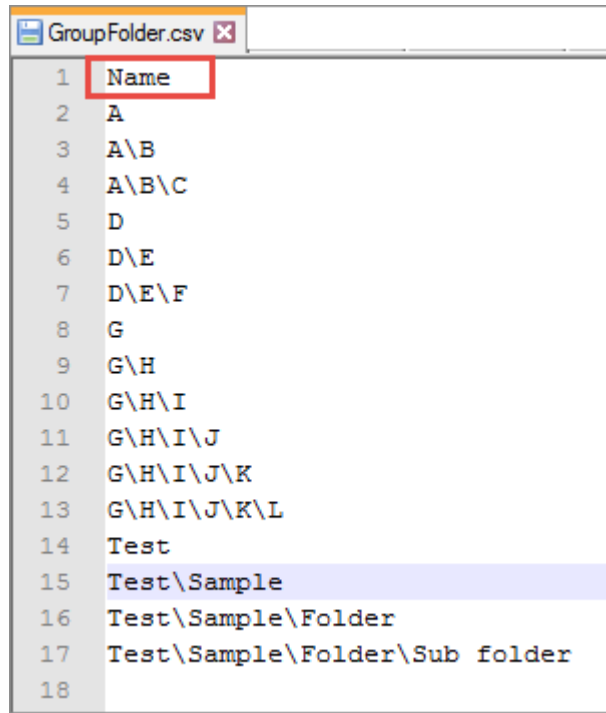 GroupFolder.csv
1 Name
2 A
3 A\B
4 A\B\C
5 D
6 D\E
7 D\E\F
8 G
9 G\H
10 G\H\I
11 G\H\I\J
12 G\H\I\J\K
13 G\H\I\J\K\L
14 Test
15 Test\Sample
16 Test\Sample\Folder
17 Test\Sample\Folder\Sub folder
18